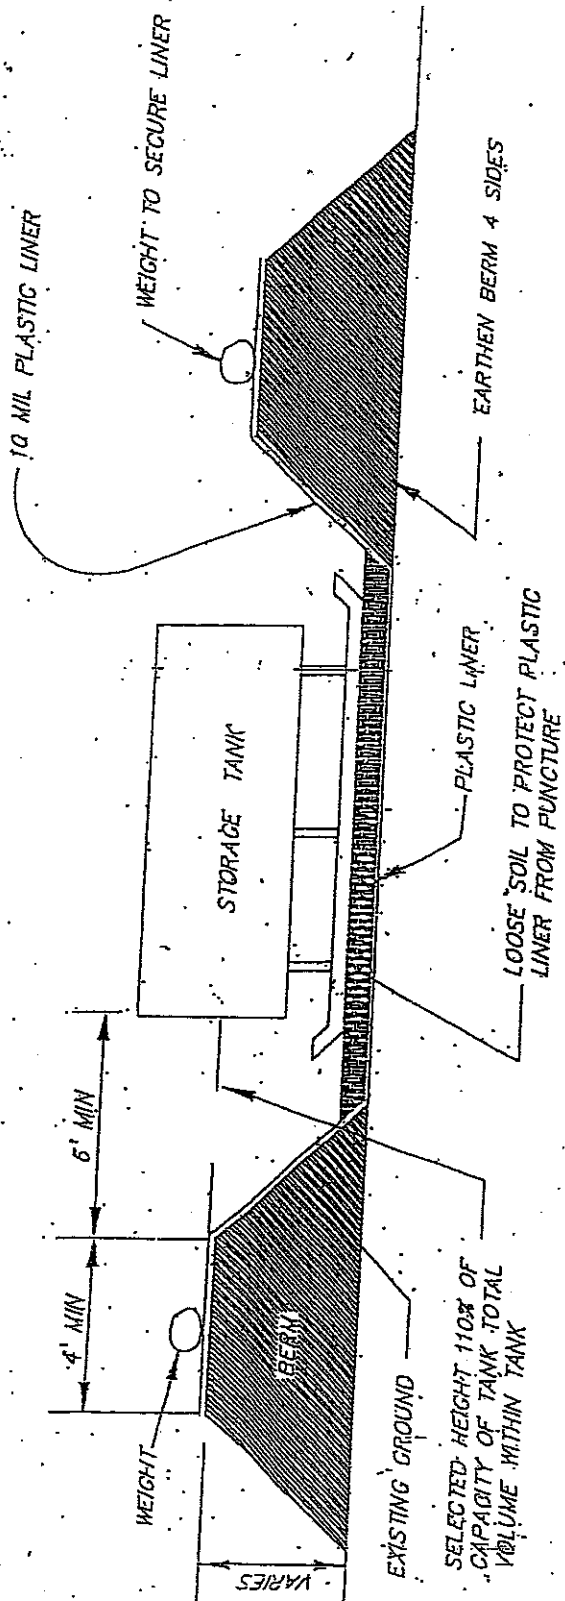 10 MIL PLASTIC LINER
WEIGHT TO SECURE LINER
6' MIN
4' MIN
WEIGHT
STORAGE TANK
BERM
VARIES
EXISTING GROUND
SELECTED HEIGHT 110% OF
CAPACITY OF TANK TOTAL
VOLUME WITHIN TANK
LOOSE SOIL TO PROTECT PLASTIC
LINER FROM PUNCTURE
PLASTIC LINER
EARTHEN BERM 4 SIDES